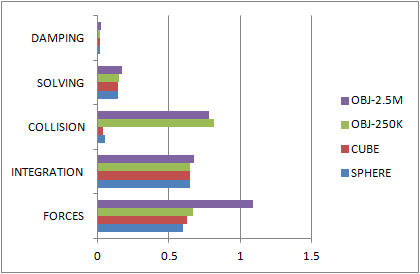 DAMPING
SOLVING
COLLISION
INTEGRATION
FORCES
0 0.5 1 1.5
OBJ-2.5M
OBJ-250K
CUBE
SPHERE